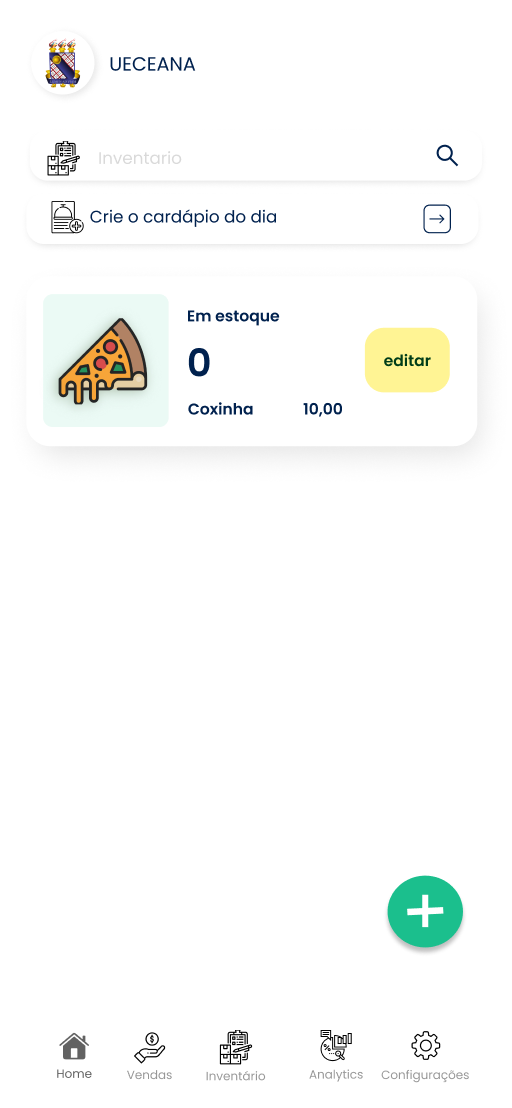 UECEANA
Inventario
Crie o cardápio do dia
Em estoque
0
editar
Coxinha 10,00
Home Vendas Inventário Analytics Configurações